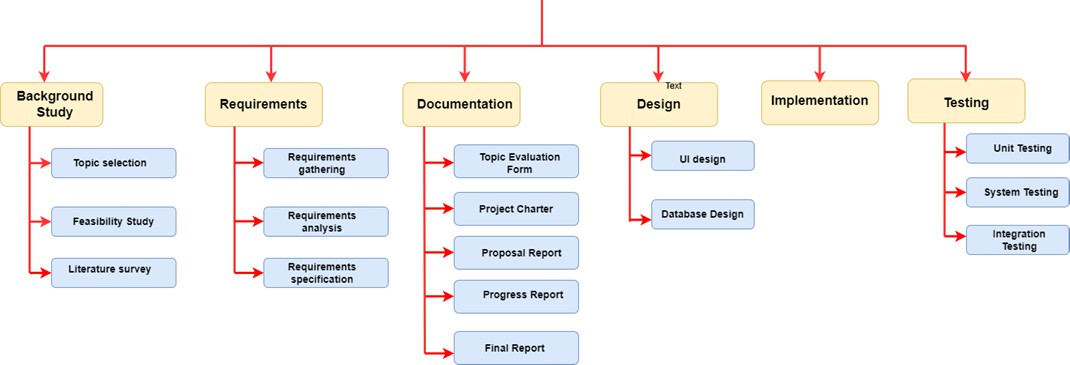 Background
Study
Topic selection
Feasibility Study
Literature survey
Requirements
Requirements
gathering
Requirements
analysis
Requirements
specification
Documentation
Topic Evaluation
Form
Project Charter
Proposal Report
Progress Report
Final Report
Text
Design
UI design
Database Design
Implementation
Testing
Unit Testing
System Testing
Integration
Testing